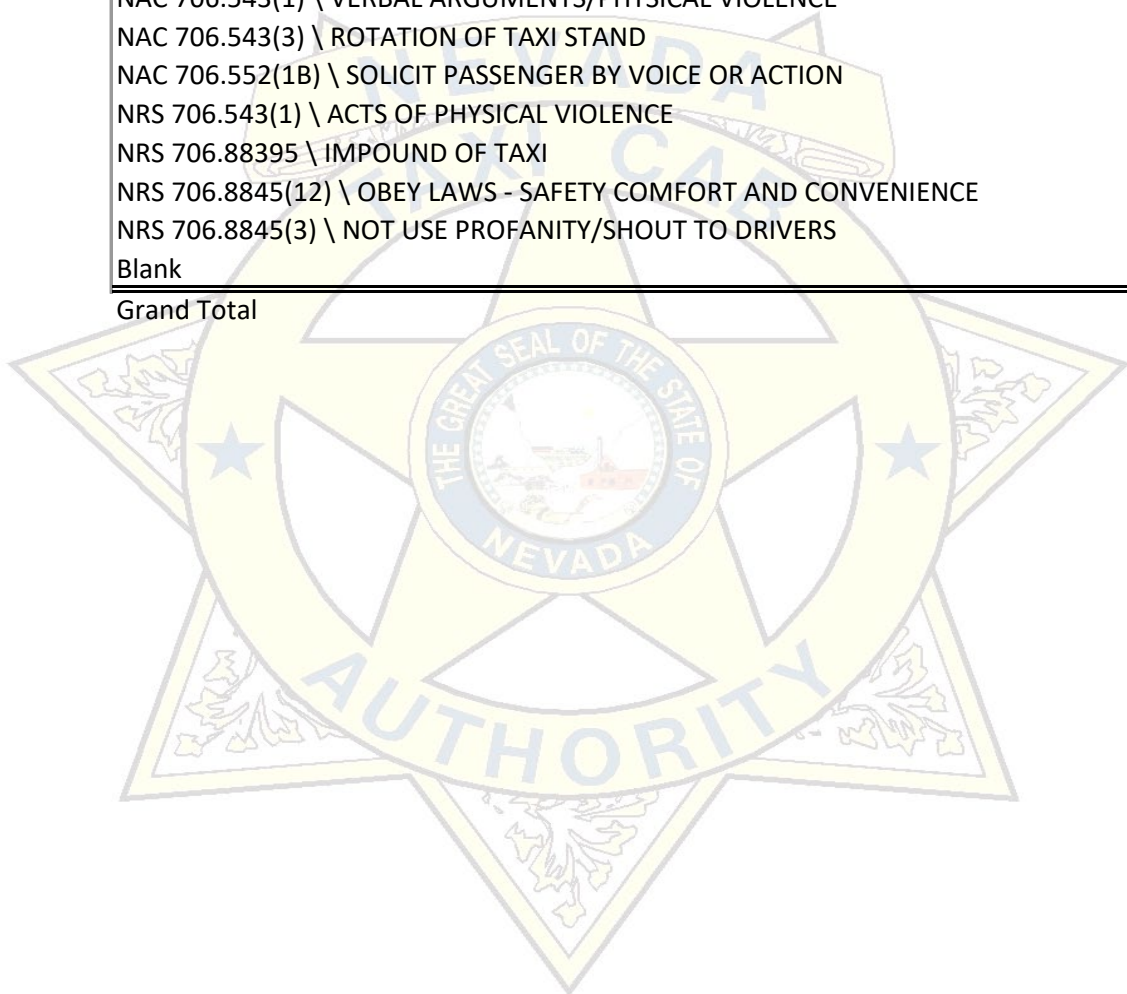 NAC 706.543(1) \ VERBAL ARGUMENTS/PHYSICAL VIOLENCE
NAC 706.543(3) \ ROTATION OF TAXI STAND
NAC 706.552(1B) \ SOLICIT PASSENGER BY VOICE OR ACTION
NRS 706.543(1) \ ACTS OF PHYSICAL VIOLENCE
NRS 706.88395 \ IMPOUND OF TAXI
NRS 706.8845(12) \ OBEY LAWS - SAFETY COMFORT AND CONVENIENCE
NRS 706.8845(3) \ NOT USE PROFANITY/SHOUT TO DRIVERS
Blank
Grand Total
NEVADA
TAXI CAB
THE GREAT SEAL OF THE STATE OF
NEVADA
AUTHORITY